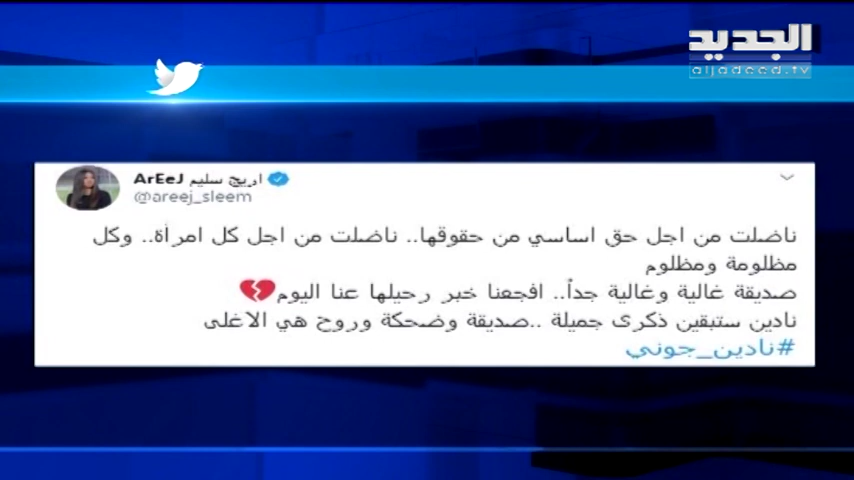 الجديد
aljadeed.tv
اريج سليم ArEeJ
@areej_sleem
ناضلت من اجل حق اساسي من حقوقها.. ناضلت من اجل كل امرأة.. وكل
مظلومة ومظلوم
صديقة غالية وغالية جداً.. افجعنا خبر رحيلها عنا اليوم💔
نادين ستبقين ذكرى جميلة ..صديقة وضحكة وروح هي الاغلى
#نادين_جوني